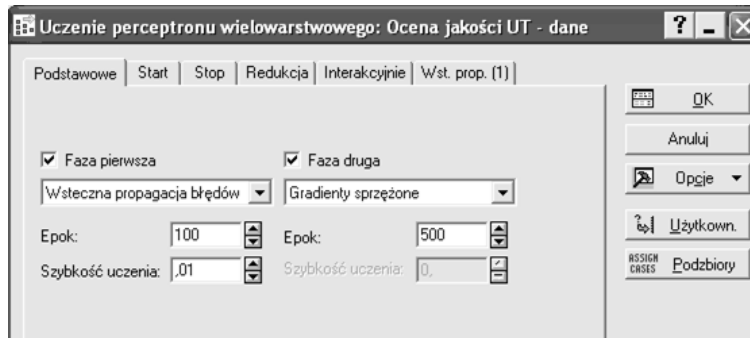 Uczenie perceptronu wielowarstwowego: Ocena jakości UT - dane
Podstawowe Start Stop Redukcja Interakcyjnie Wst. prop. (1)
OK
Anuluj
Faza pierwsza Faza druga
Opcje
Wsteczna propagacja błędów Gradienty sprzężone
Użytkown.
Epok: 100 Epok: 500
ASSIGN CASES Podzbiory
Szybkość uczenia: ,01 Szybkość uczenia: 0,